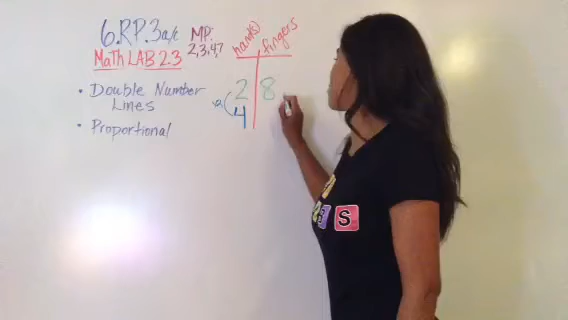 6.RP.3a/c
MP:
2,3,4,7
Math LAB 2.3
hand(s)
fingers
• Double Number
Lines
• Proportional
2 8
4
S